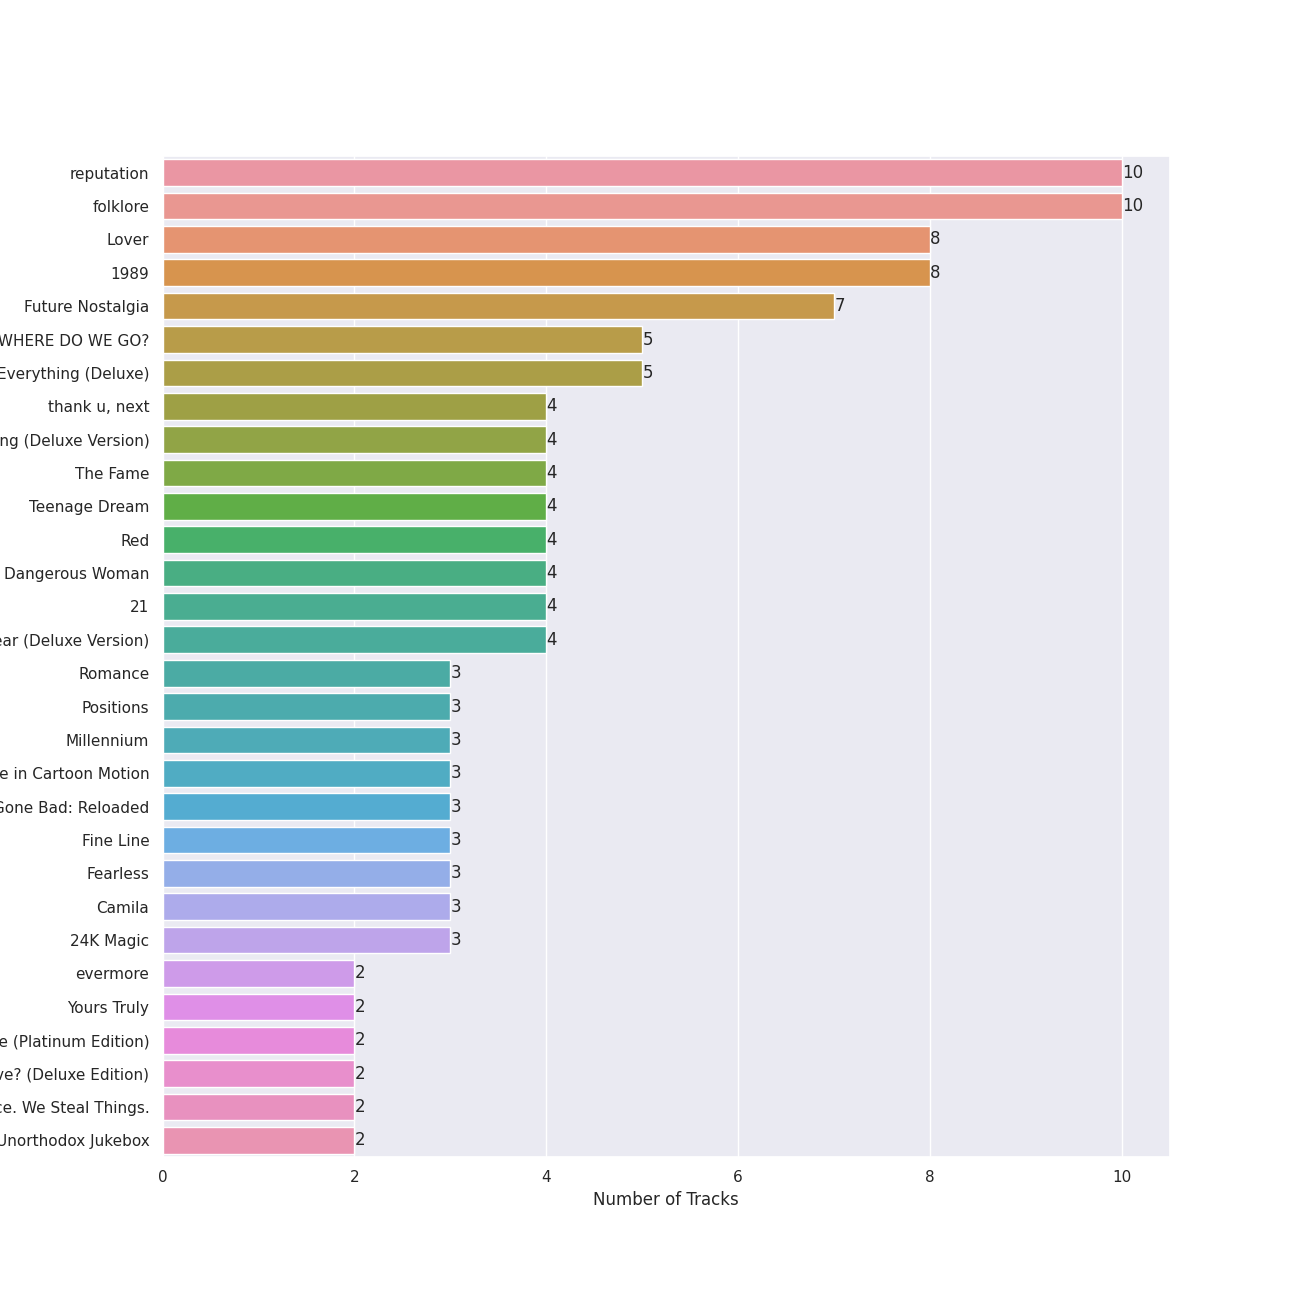 reputation 10
folklore 10
Lover 8
1989 8
Future Nostalgia 7
WHERE DO WE GO? 5
Everything (Deluxe) 5
thank u, next 4
ng (Deluxe Version) 4
The Fame 4
Teenage Dream 4
Red 4
Dangerous Woman 4
21 4
ear (Deluxe Version) 4
Romance 3
Positions 3
Millennium 3
e in Cartoon Motion 3
Gone Bad: Reloaded 3
Fine Line 3
Fearless 3
Camila 3
24K Magic 3
evermore 2
Yours Truly 2
e (Platinum Edition) 2
ve? (Deluxe Edition) 2
ce. We Steal Things. 2
Unorthodox Jukebox 2
0 2 4 6 8 10
Number of Tracks